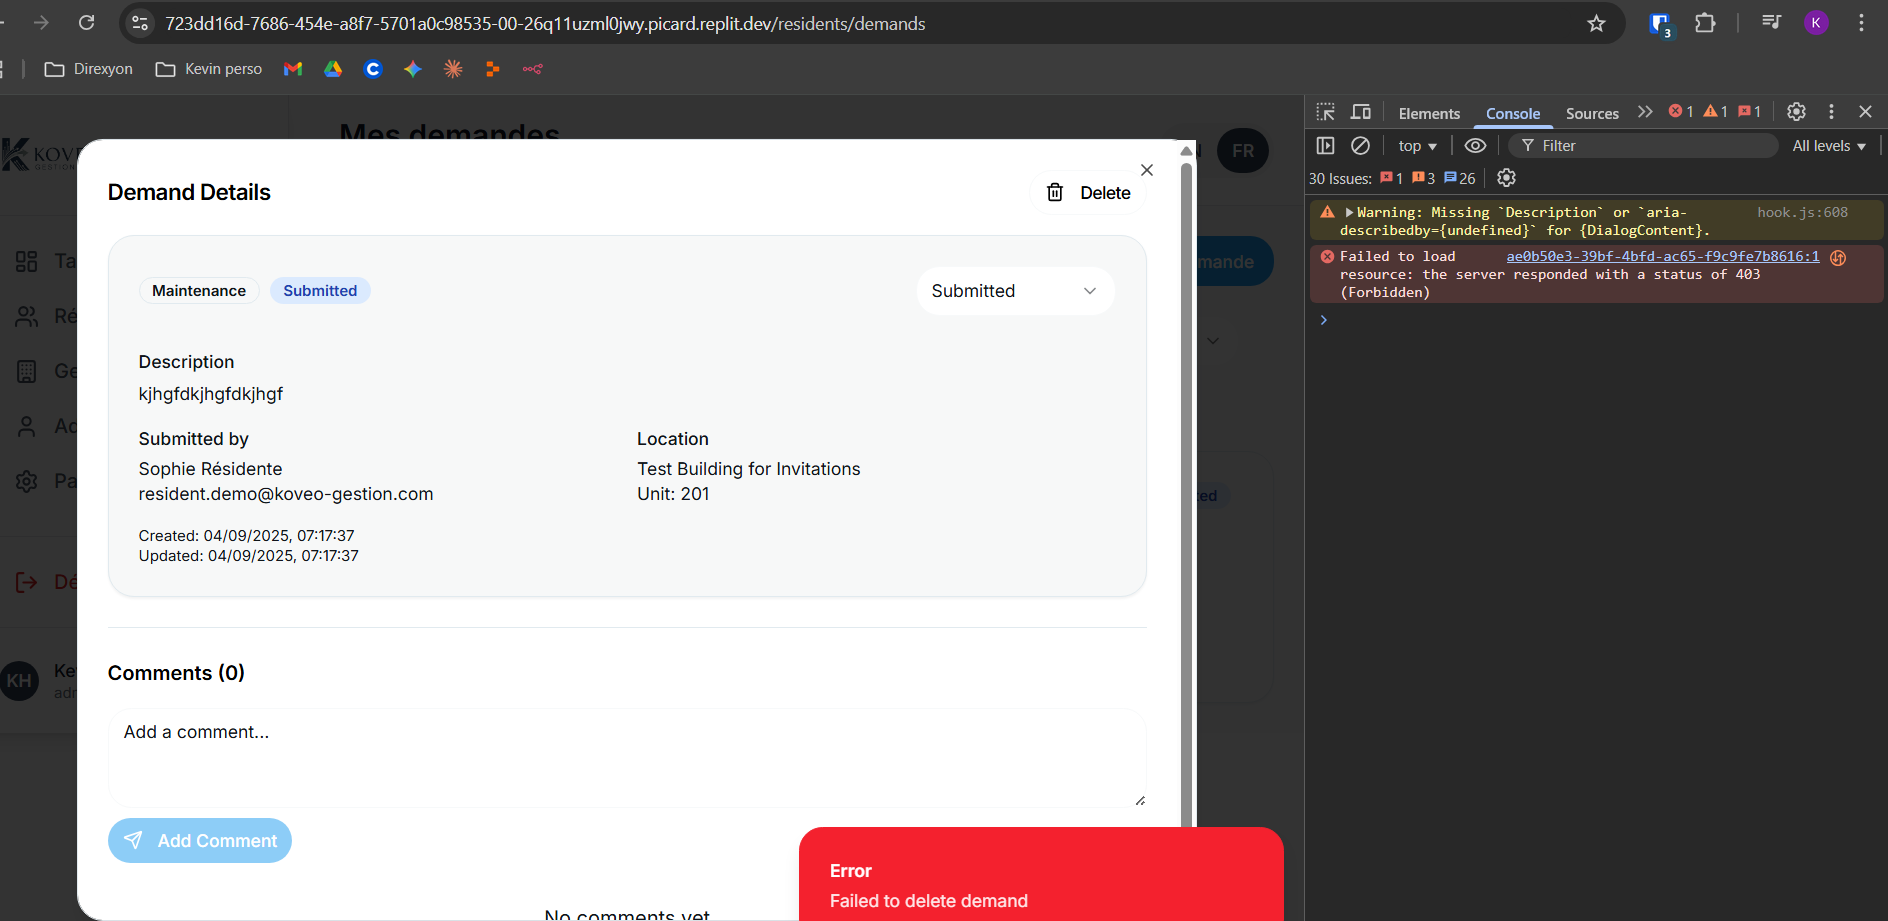 723dd16d-7686-454e-a8f7-5701a0c98535-00-26q11uzml0jwy.picard.replit.dev/residents/demands
3
K
Direxyon
Kevin perso
Mes demandes
FR
Demand Details
Delete
Maintenance
Submitted
Submitted
Description
kjhgfdkjhgfdkjhgf
Submitted by
Sophie Résidente
resident.demo@koveo-gestion.com
Location
Test Building for Invitations
Unit: 201
Created: 04/09/2025, 07:17:37
Updated: 04/09/2025, 07:17:37
Comments (0)
Add a comment...
Add Comment
No comments yet
Error
Failed to delete demand
KH
Elements
Console
Sources
1
1
1
top
Filter
All levels
30 Issues:
1
3
26
Warning: Missing `Description` or `aria-
describedby={undefined}` for {DialogContent}.
hook.js:608
Failed to load
ae0b50e3-39bf-4bfd-ac65-f9c9fe7b8616:1
resource: the server responded with a status of 403
(Forbidden)